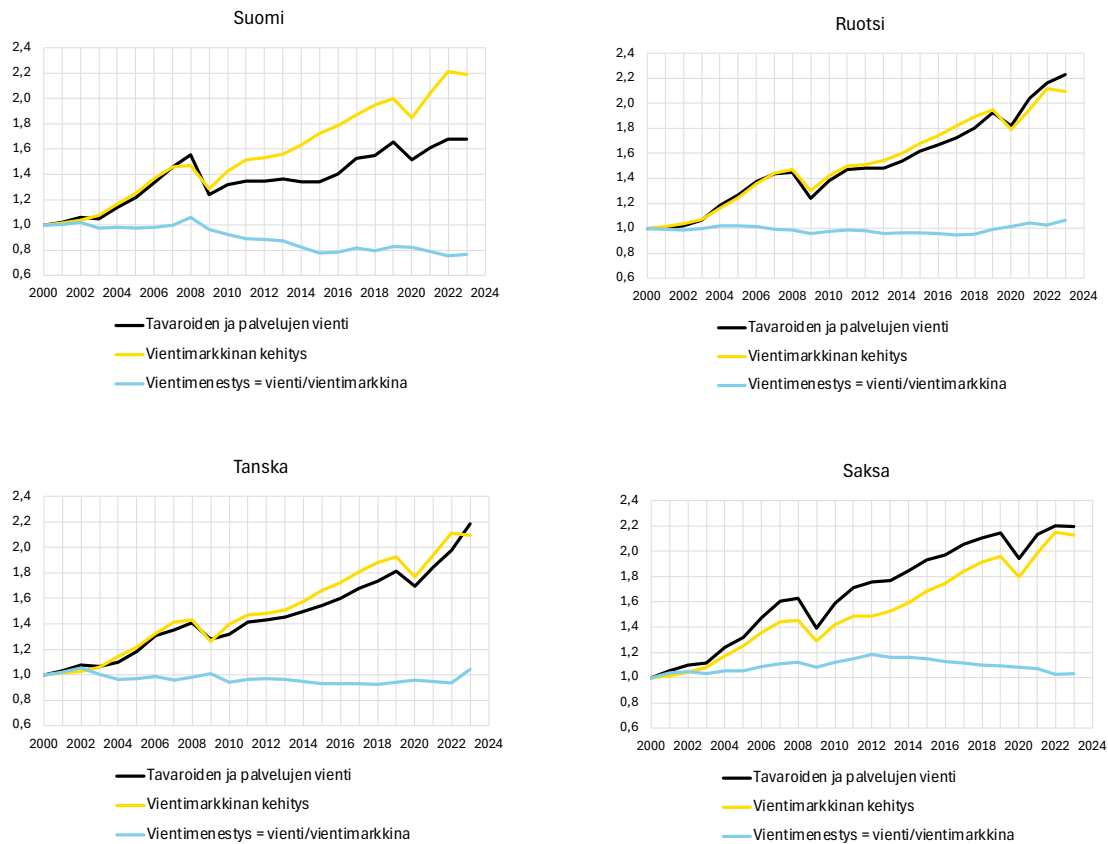 Suomi
2,4
2,2
2,0
1,8
1,6
1,4
1,2
1,0
0,8
0,6
2000 2002 2004 2006 2008 2010 2012 2014 2016 2018 2020 2022 2024
Tavaroiden ja palvelujen vienti
Vientimarkkinan kehitys
Vientimenestys = vienti/vientimarkkina
Ruotsi
2,4
2,2
2,0
1,8
1,6
1,4
1,2
1,0
0,8
0,6
2000 2002 2004 2006 2008 2010 2012 2014 2016 2018 2020 2022 2024
Tavaroiden ja palvelujen vienti
Vientimarkkinan kehitys
Vientimenestys = vienti/vientimarkkina
Tanska
2,4
2,2
2,0
1,8
1,6
1,4
1,2
1,0
0,8
0,6
2000 2002 2004 2006 2008 2010 2012 2014 2016 2018 2020 2022 2024
Tavaroiden ja palvelujen vienti
Vientimarkkinan kehitys
Vientimenestys = vienti/vientimarkkina
Saksa
2,4
2,2
2,0
1,8
1,6
1,4
1,2
1,0
0,8
0,6
2000 2002 2004 2006 2008 2010 2012 2014 2016 2018 2020 2022 2024
Tavaroiden ja palvelujen vienti
Vientimarkkinan kehitys
Vientimenestys = vienti/vientimarkkina